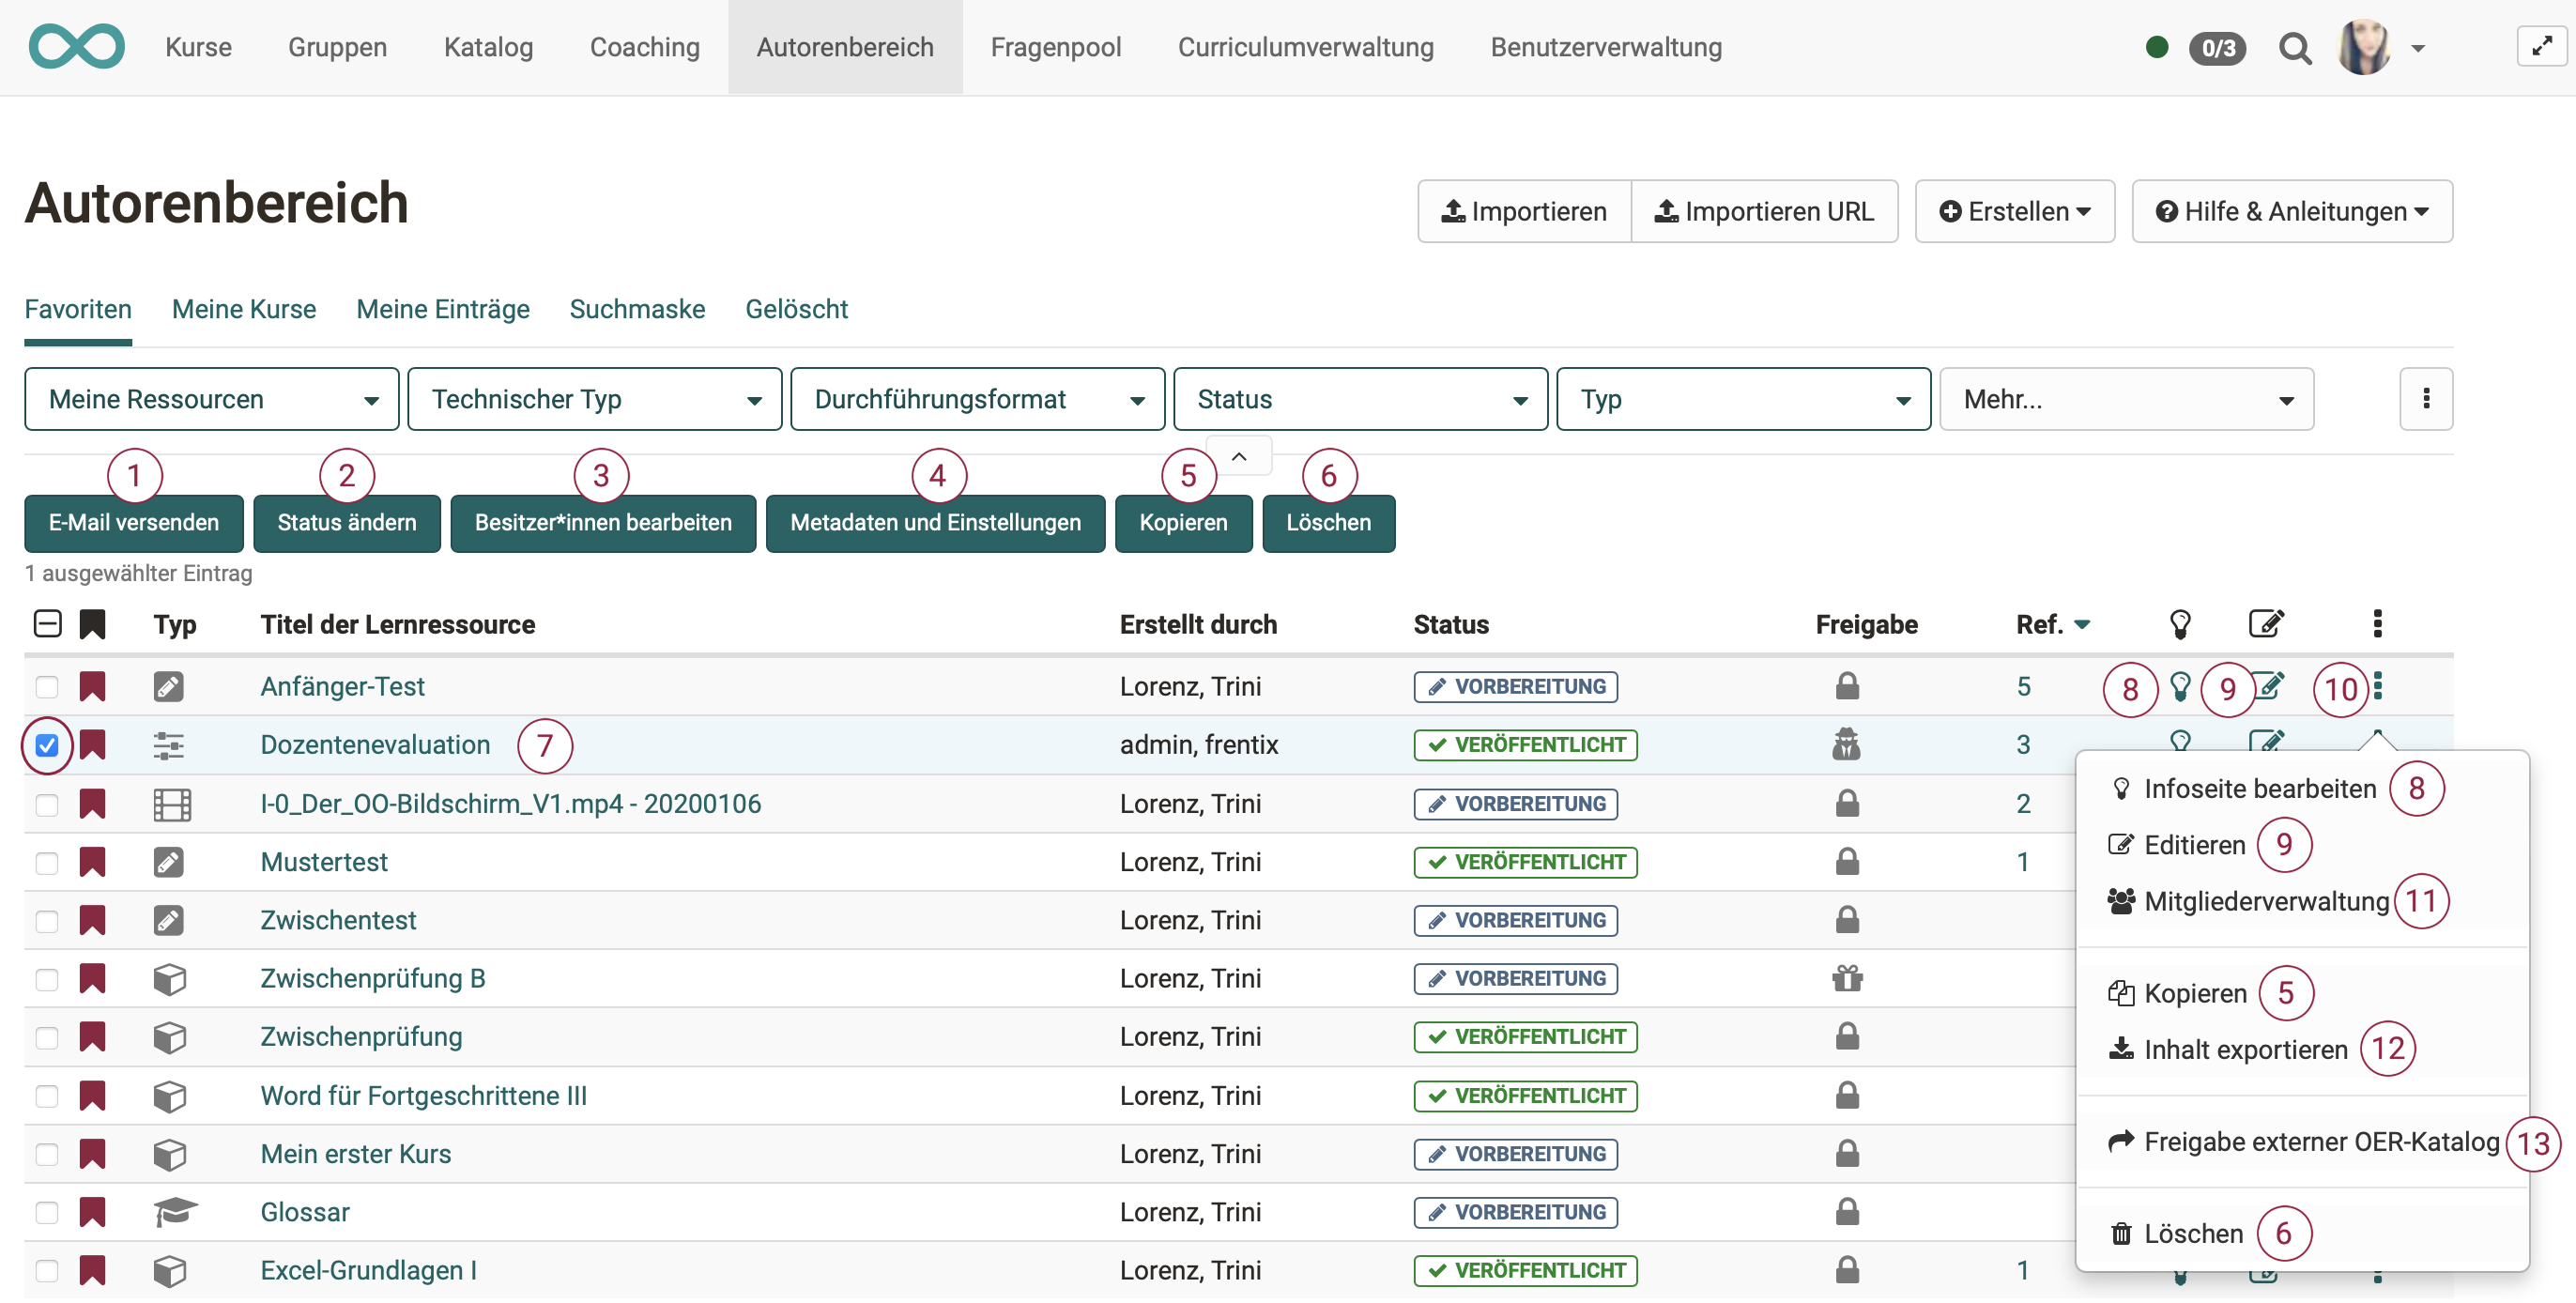 Kurse Gruppen Katalog Coaching Autorenbereich Fragenpool Curriculumverwaltung Benutzerverwaltung 0/3
Autorenbereich
Importieren Importieren URL Erstellen Hilfe & Anleitungen
Favoriten Meine Kurse Meine Einträge Suchmaske Gelöscht
Meine Ressourcen Technischer Typ Durchführungsformat Status Typ Mehr...
1 2 3 4 5 6
E-Mail versenden Status ändern Besitzer*innen bearbeiten Metadaten und Einstellungen Kopieren Löschen
1 ausgewählter Eintrag
Typ Titel der Lernressource Erstellt durch Status Freigabe Ref.
Anfänger-Test Lorenz, Trini VORBEREITUNG 5 8 9 10
Dozentenevaluation 7 admin, frentix VERÖFFENTLICHT 3
I-0_Der_OO-Bildschirm_V1.mp4 - 20200106 Lorenz, Trini VORBEREITUNG 2
Mustertest Lorenz, Trini VERÖFFENTLICHT 1
Zwischentest Lorenz, Trini VORBEREITUNG
Zwischenprüfung B Lorenz, Trini VORBEREITUNG
Zwischenprüfung Lorenz, Trini VERÖFFENTLICHT
Word für Fortgeschrittene III Lorenz, Trini VERÖFFENTLICHT
Mein erster Kurs Lorenz, Trini VORBEREITUNG
Glossar Lorenz, Trini VORBEREITUNG
Excel-Grundlagen I Lorenz, Trini VERÖFFENTLICHT 1
Infoseite bearbeiten 8
Editieren 9
Mitgliederverwaltung 11
Kopieren 5
Inhalt exportieren 12
Freigabe externer OER-Katalog 13
Löschen 6